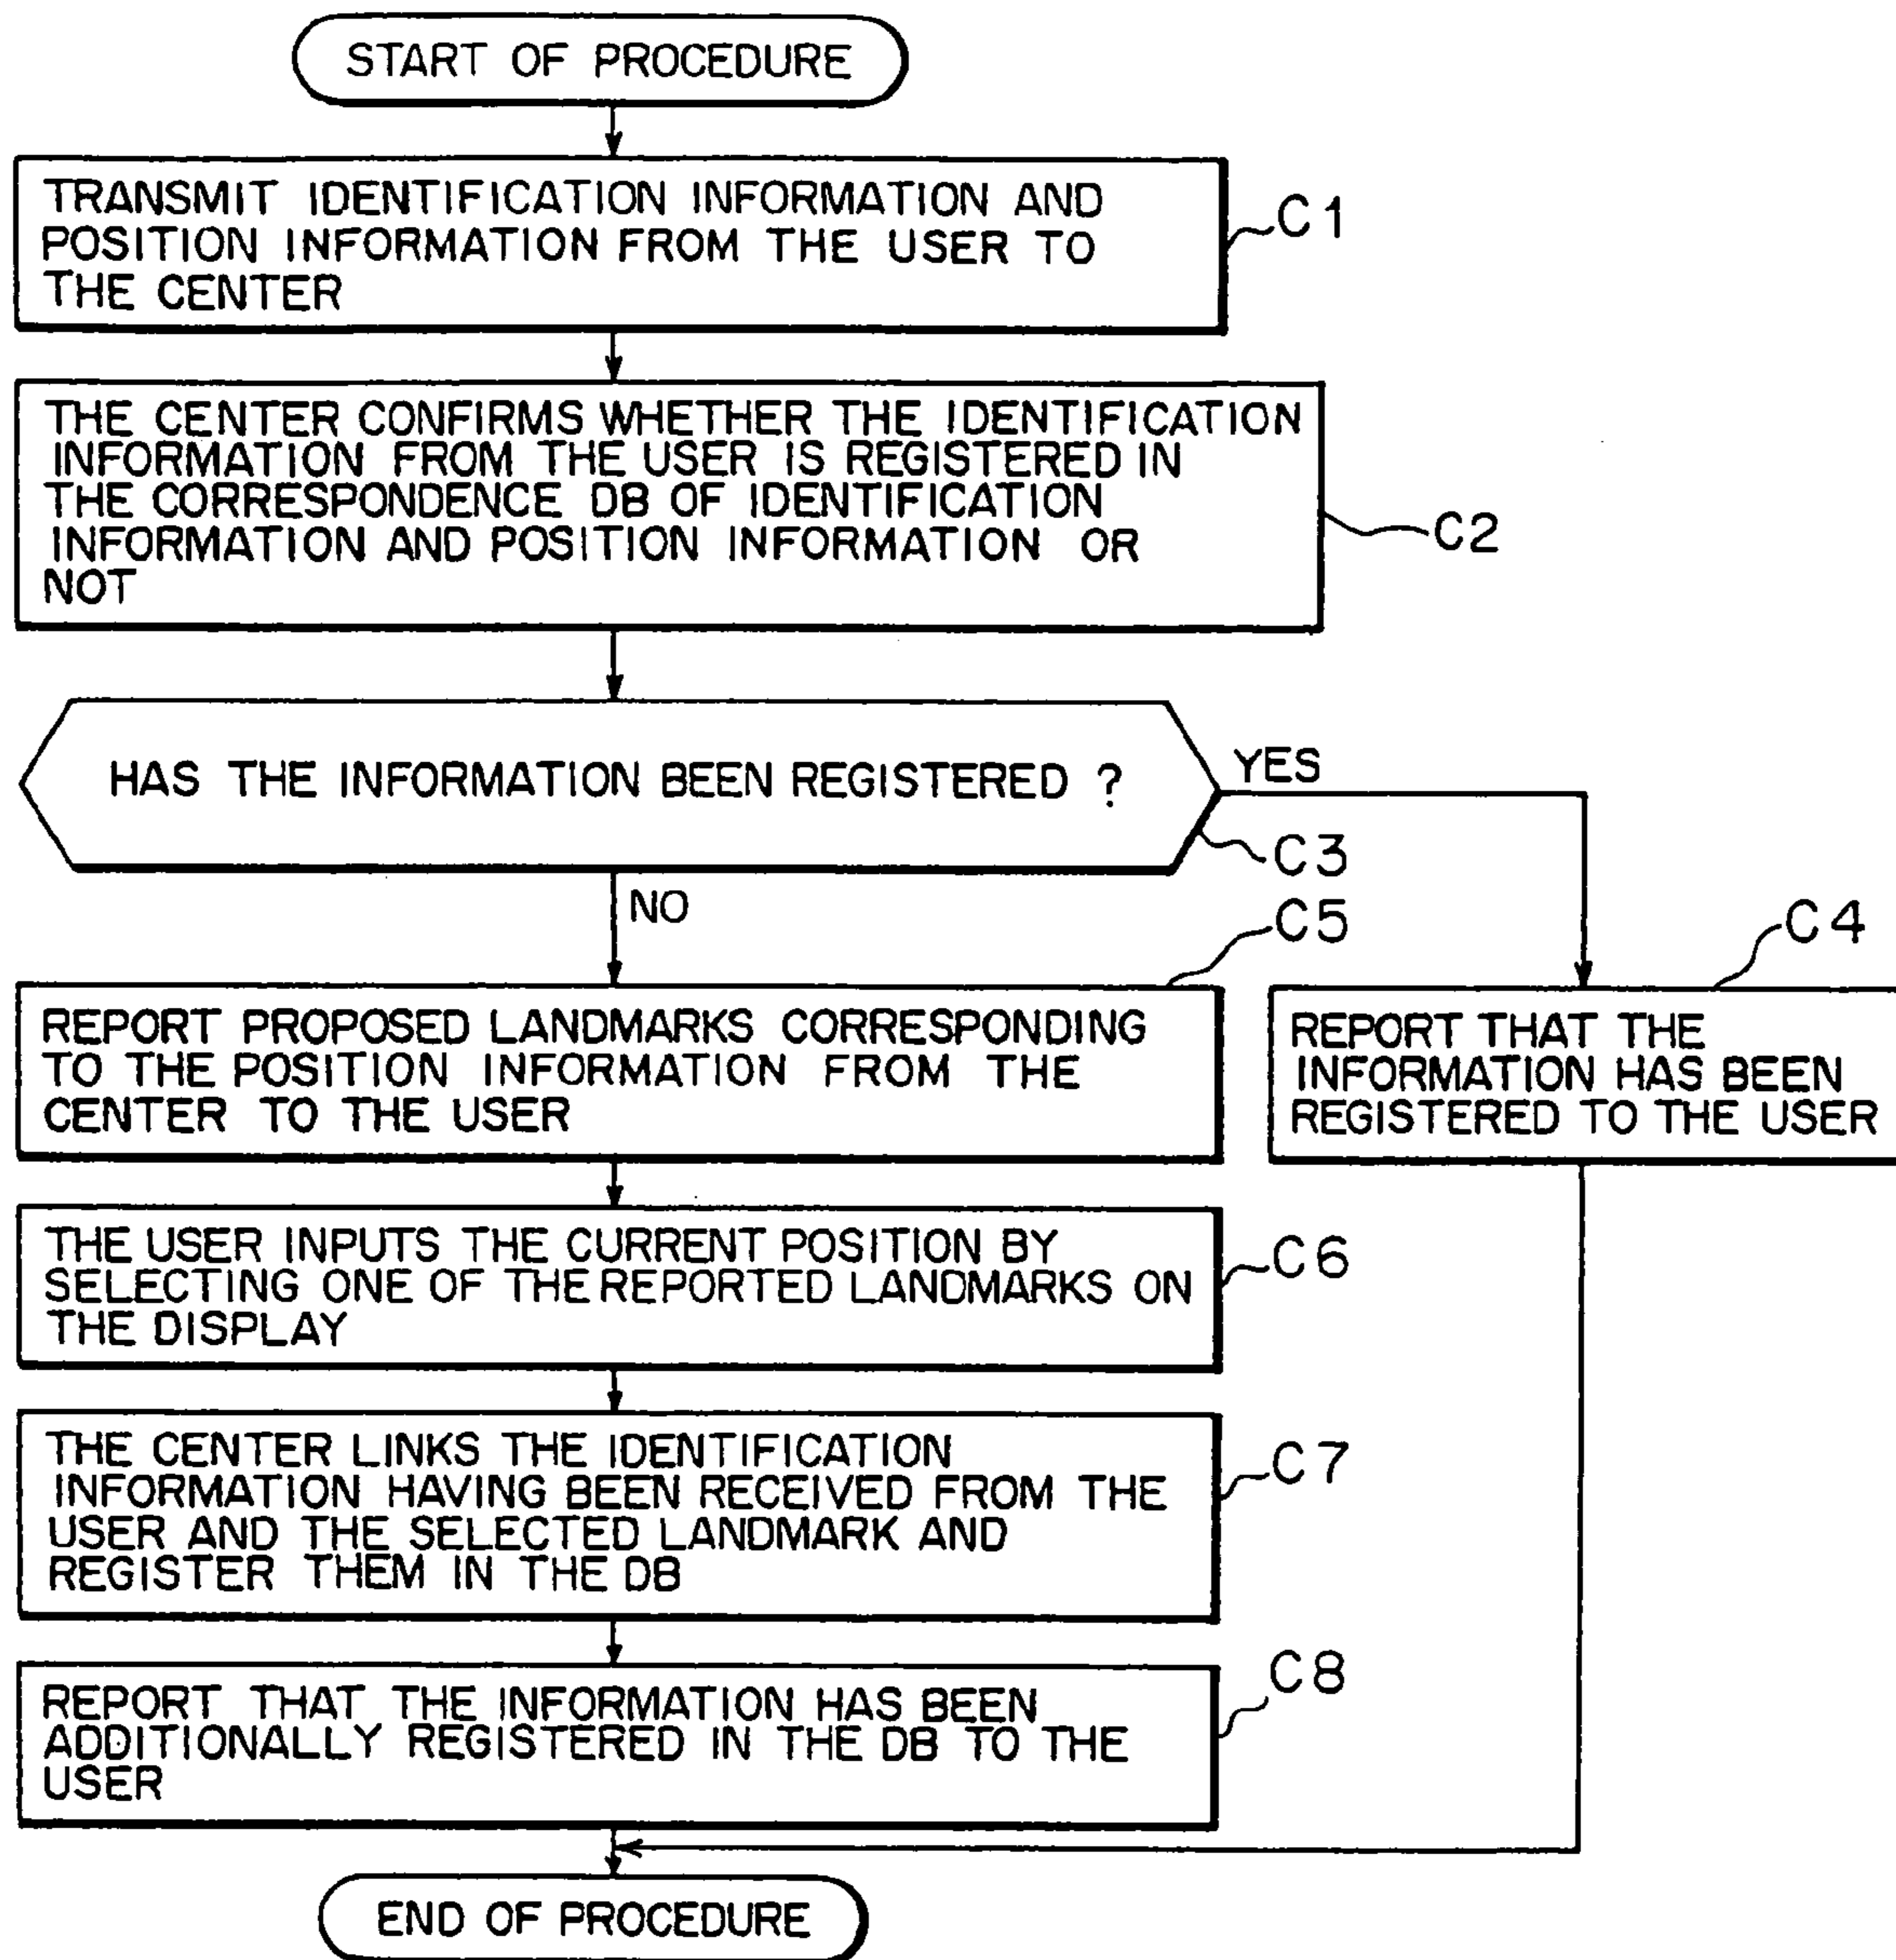 START OF PROCEDURE
TRANSMIT IDENTIFICATION INFORMATION AND
POSITION INFORMATION FROM THE USER TO
THE CENTER
C1
THE CENTER CONFIRMS WHETHER THE IDENTIFICATION
INFORMATION FROM THE USER IS REGISTERED IN
THE CORRESPONDENCE DB OF IDENTIFICATION
INFORMATION AND POSITION INFORMATION OR
NOT
C2
HAS THE INFORMATION BEEN REGISTERED ?
YES
C3
NO
C5
C4
REPORT PROPOSED LANDMARKS CORRESPONDING
TO THE POSITION INFORMATION FROM THE
CENTER TO THE USER
REPORT THAT THE
INFORMATION HAS BEEN
REGISTERED TO THE USER
THE USER INPUTS THE CURRENT POSITION BY
SELECTING ONE OF THE REPORTED LANDMARKS ON
THE DISPLAY
C6
THE CENTER LINKS THE IDENTIFICATION
INFORMATION HAVING BEEN RECEIVED FROM THE
USER AND THE SELECTED LANDMARK AND
REGISTER THEM IN THE DB
C7
REPORT THAT THE INFORMATION HAS BEEN
ADDITIONALLY REGISTERED IN THE DB TO THE
USER
C8
END OF PROCEDURE